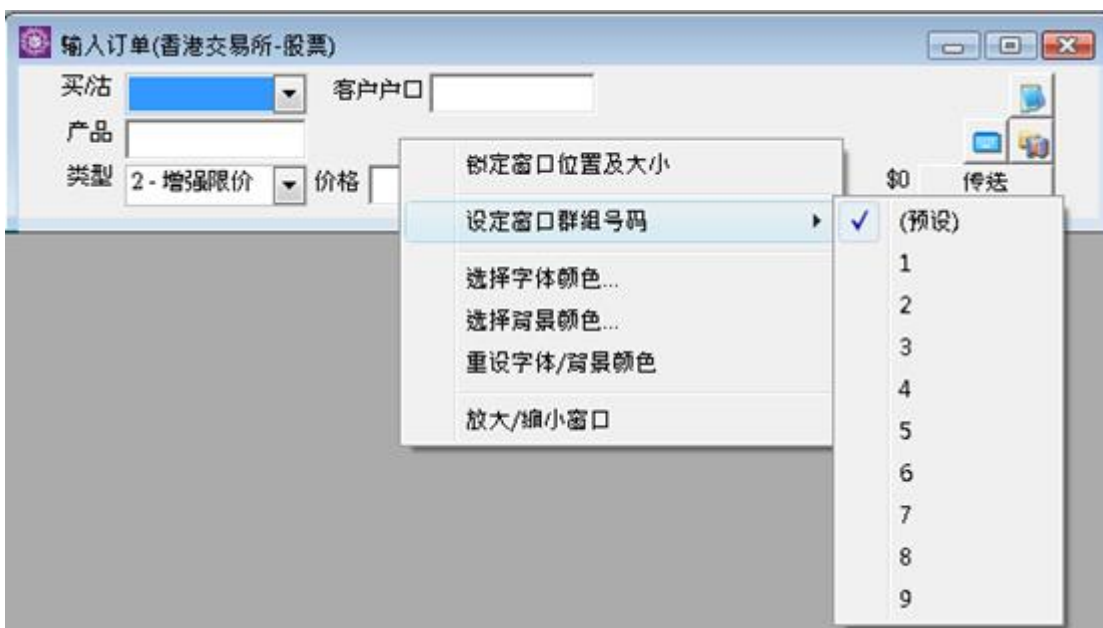 输入订单(香港交易所-股票)
买/沽 客户户口
产品
类型 2 - 增强限价 价格 $0 传送
锁定窗口位置及大小
设定窗口群组号码
选择字体颜色...
选择背景颜色...
重设字体/背景颜色
放大/缩小窗口
(预设)
1
2
3
4
5
6
7
8
9